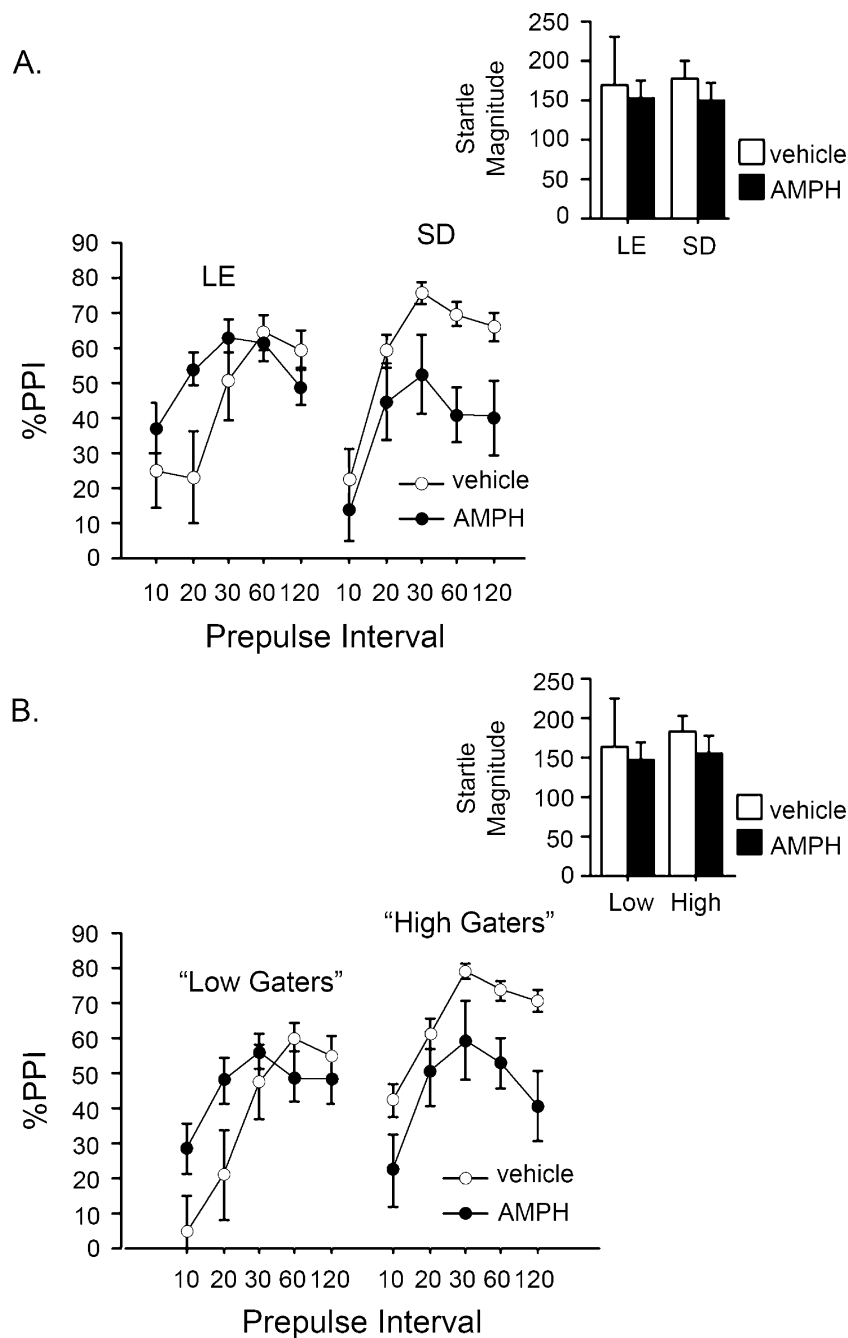 A.
250
200
150
100
50
0
Startle
Magnitude
vehicle
AMPH
LE SD
90
80
70
60
50
40
30
20
10
0
%PPI
LE
SD
vehicle
AMPH
10 20 30 60 120 10 20 30 60 120
Prepulse Interval
B.
250
200
150
100
50
0
Startle
Magnitude
vehicle
AMPH
Low High
90
80
70
60
50
40
30
20
10
0
%PPI
“Low Gaters”
“High Gaters”
vehicle
AMPH
10 20 30 60 120 10 20 30 60 120
Prepulse Interval